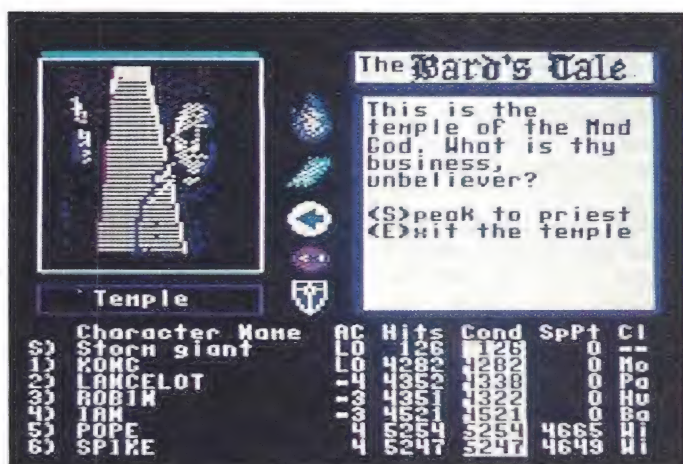 The Bard's Tale
This is the
temple of the Mad
God. What is thy
business,
unbeliever?
<S>peak to priest
<E>xit the temple
Temple
Character Name AC Hits Cond SpPt Cl
S) Storm giant LO 126 126 0 --
1) KONG LO 4282 4282 0 Mo
2) LANCELOT -4 4352 4338 0 Pa
3) ROBIN -3 4351 4322 0 Hu
4) IAN -3 4521 4521 0 Ba
5) POPE 4 5254 5254 4665 Wi
6) SPIKE 4 5247 5247 4649 Wi